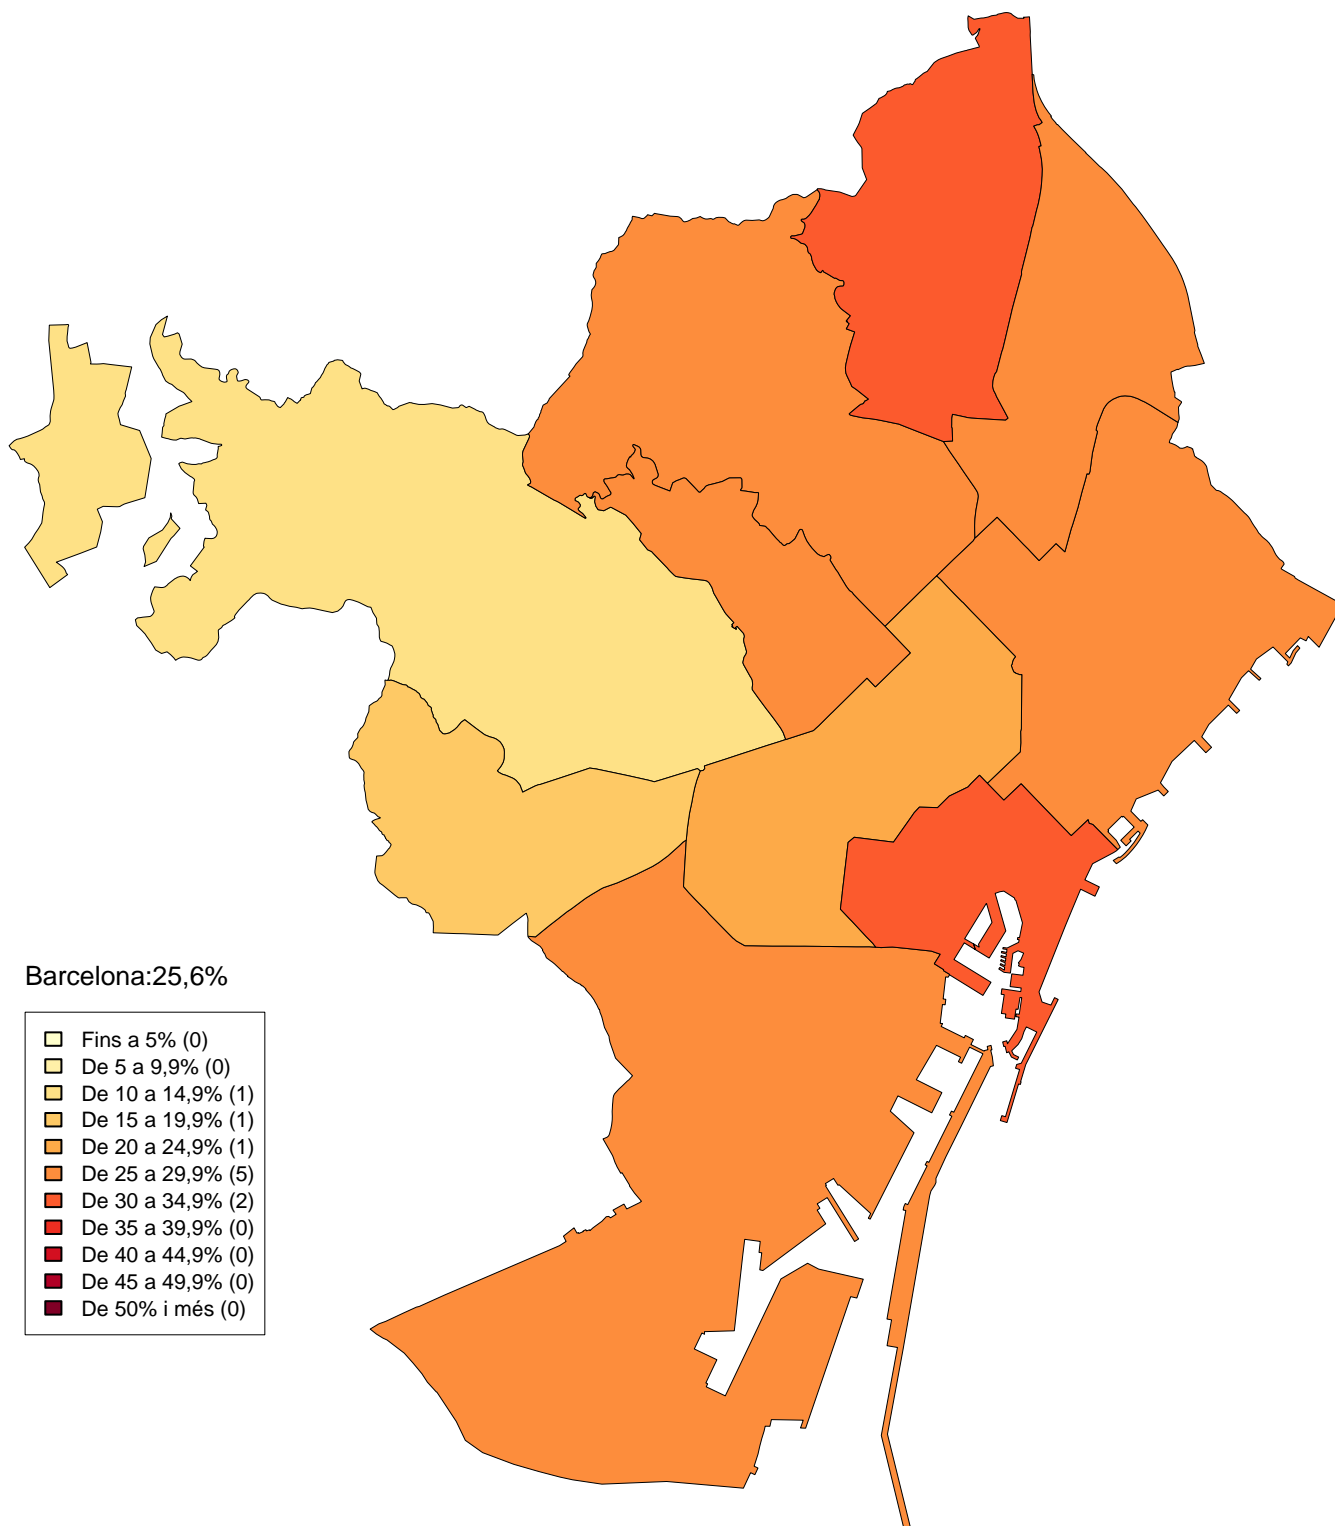 Barcelona:25,6%
Fins a 5% (0)
De 5 a 9,9% (0)
De 10 a 14,9% (1)
De 15 a 19,9% (1)
De 20 a 24,9% (1)
De 25 a 29,9% (5)
De 30 a 34,9% (2)
De 35 a 39,9% (0)
De 40 a 44,9% (0)
De 45 a 49,9% (0)
De 50% i més (0)